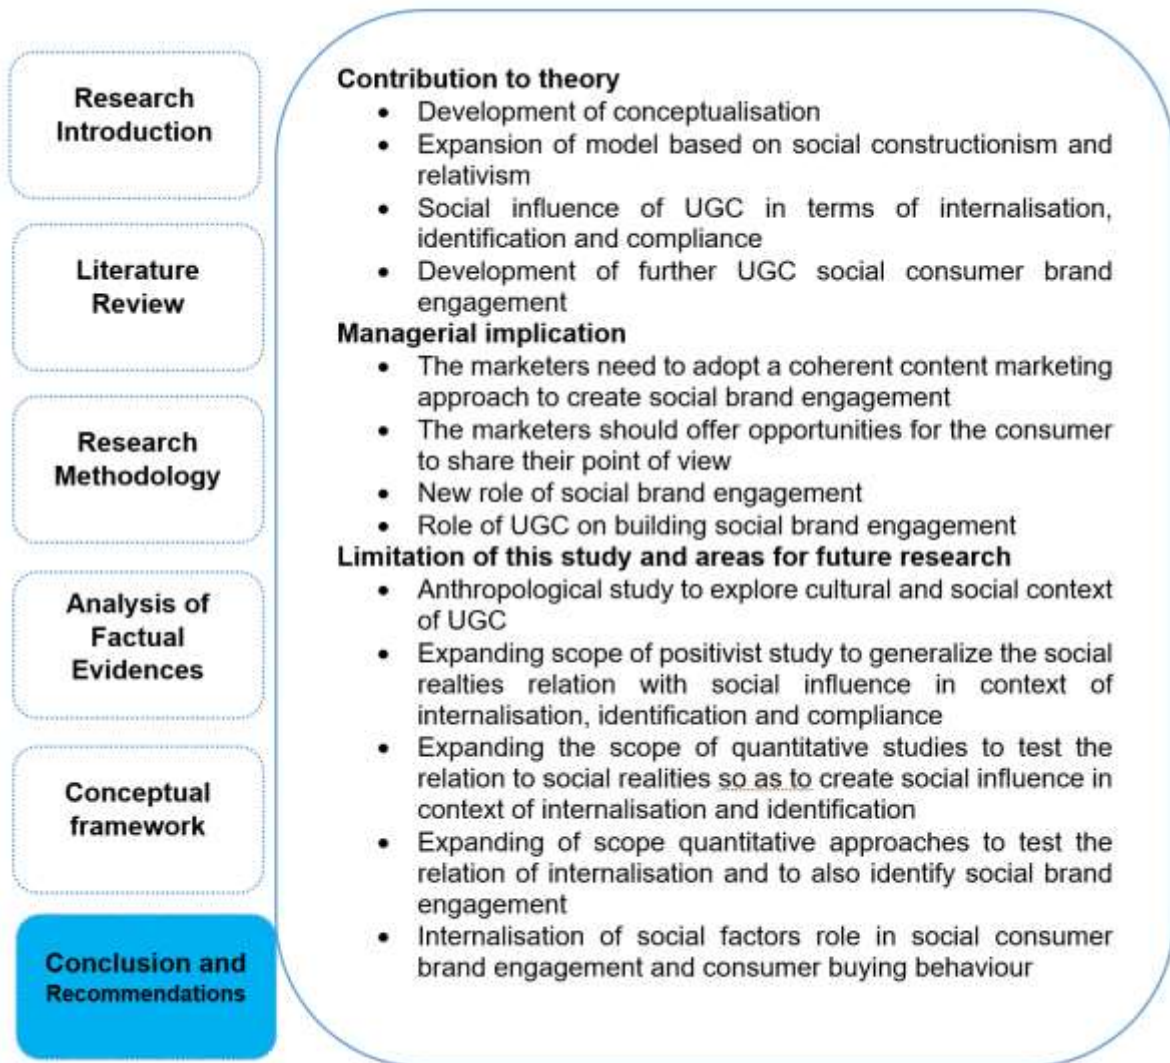 Research
Introduction
Literature
Review
Research
Methodology
Analysis of
Factual
Evidences
Conceptual
framework
Conclusion and
Recommendations
Contribution to theory
• Development of conceptualisation
• Expansion of model based on social constructionism and
relativism
• Social influence of UGC in terms of internalisation,
identification and compliance
• Development of further UGC social consumer brand
engagement
Managerial implication
• The marketers need to adopt a coherent content marketing
approach to create social brand engagement
• The marketers should offer opportunities for the consumer
to share their point of view
• New role of social brand engagement
• Role of UGC on building social brand engagement
Limitation of this study and areas for future research
• Anthropological study to explore cultural and social context
of UGC
• Expanding scope of positivist study to generalize the social
realties relation with social influence in context of
internalisation, identification and compliance
• Expanding the scope of quantitative studies to test the
relation to social realities so as to create social influence in
context of internalisation and identification
• Expanding of scope quantitative approaches to test the
relation of internalisation and to also identify social brand
engagement
• Internalisation of social factors role in social consumer
brand engagement and consumer buying behaviour